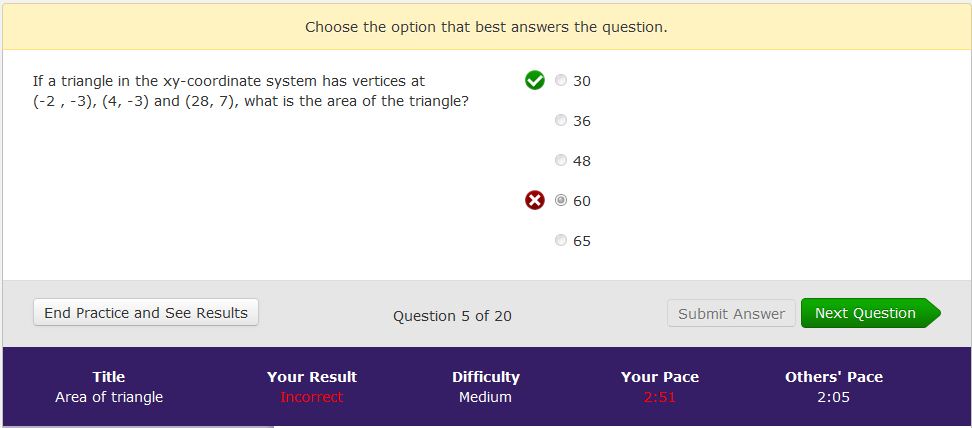 Choose the option that best answers the question.
If a triangle in the xy-coordinate system has vertices at
(-2 , -3), (4, -3) and (28, 7), what is the area of the triangle?
30
36
48
60
65
End Practice and See Results
Question 5 of 20
Submit Answer
Next Question
Title
Your Result
Difficulty
Your Pace
Others' Pace
Area of triangle
Incorrect
Medium
2:51
2:05